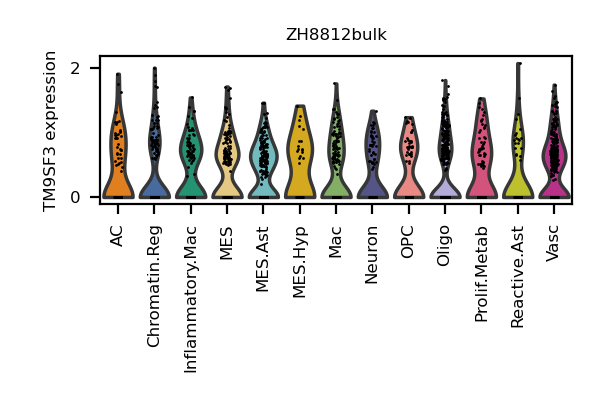 ZH8812bulk
TM9SF3 expression
2
0
AC
Chromatin.Reg
Inflammatory.Mac
MES
MES.Ast
MES.Hyp
Mac
Neuron
OPC
Oligo
Prolif.Metab
Reactive.Ast
Vasc